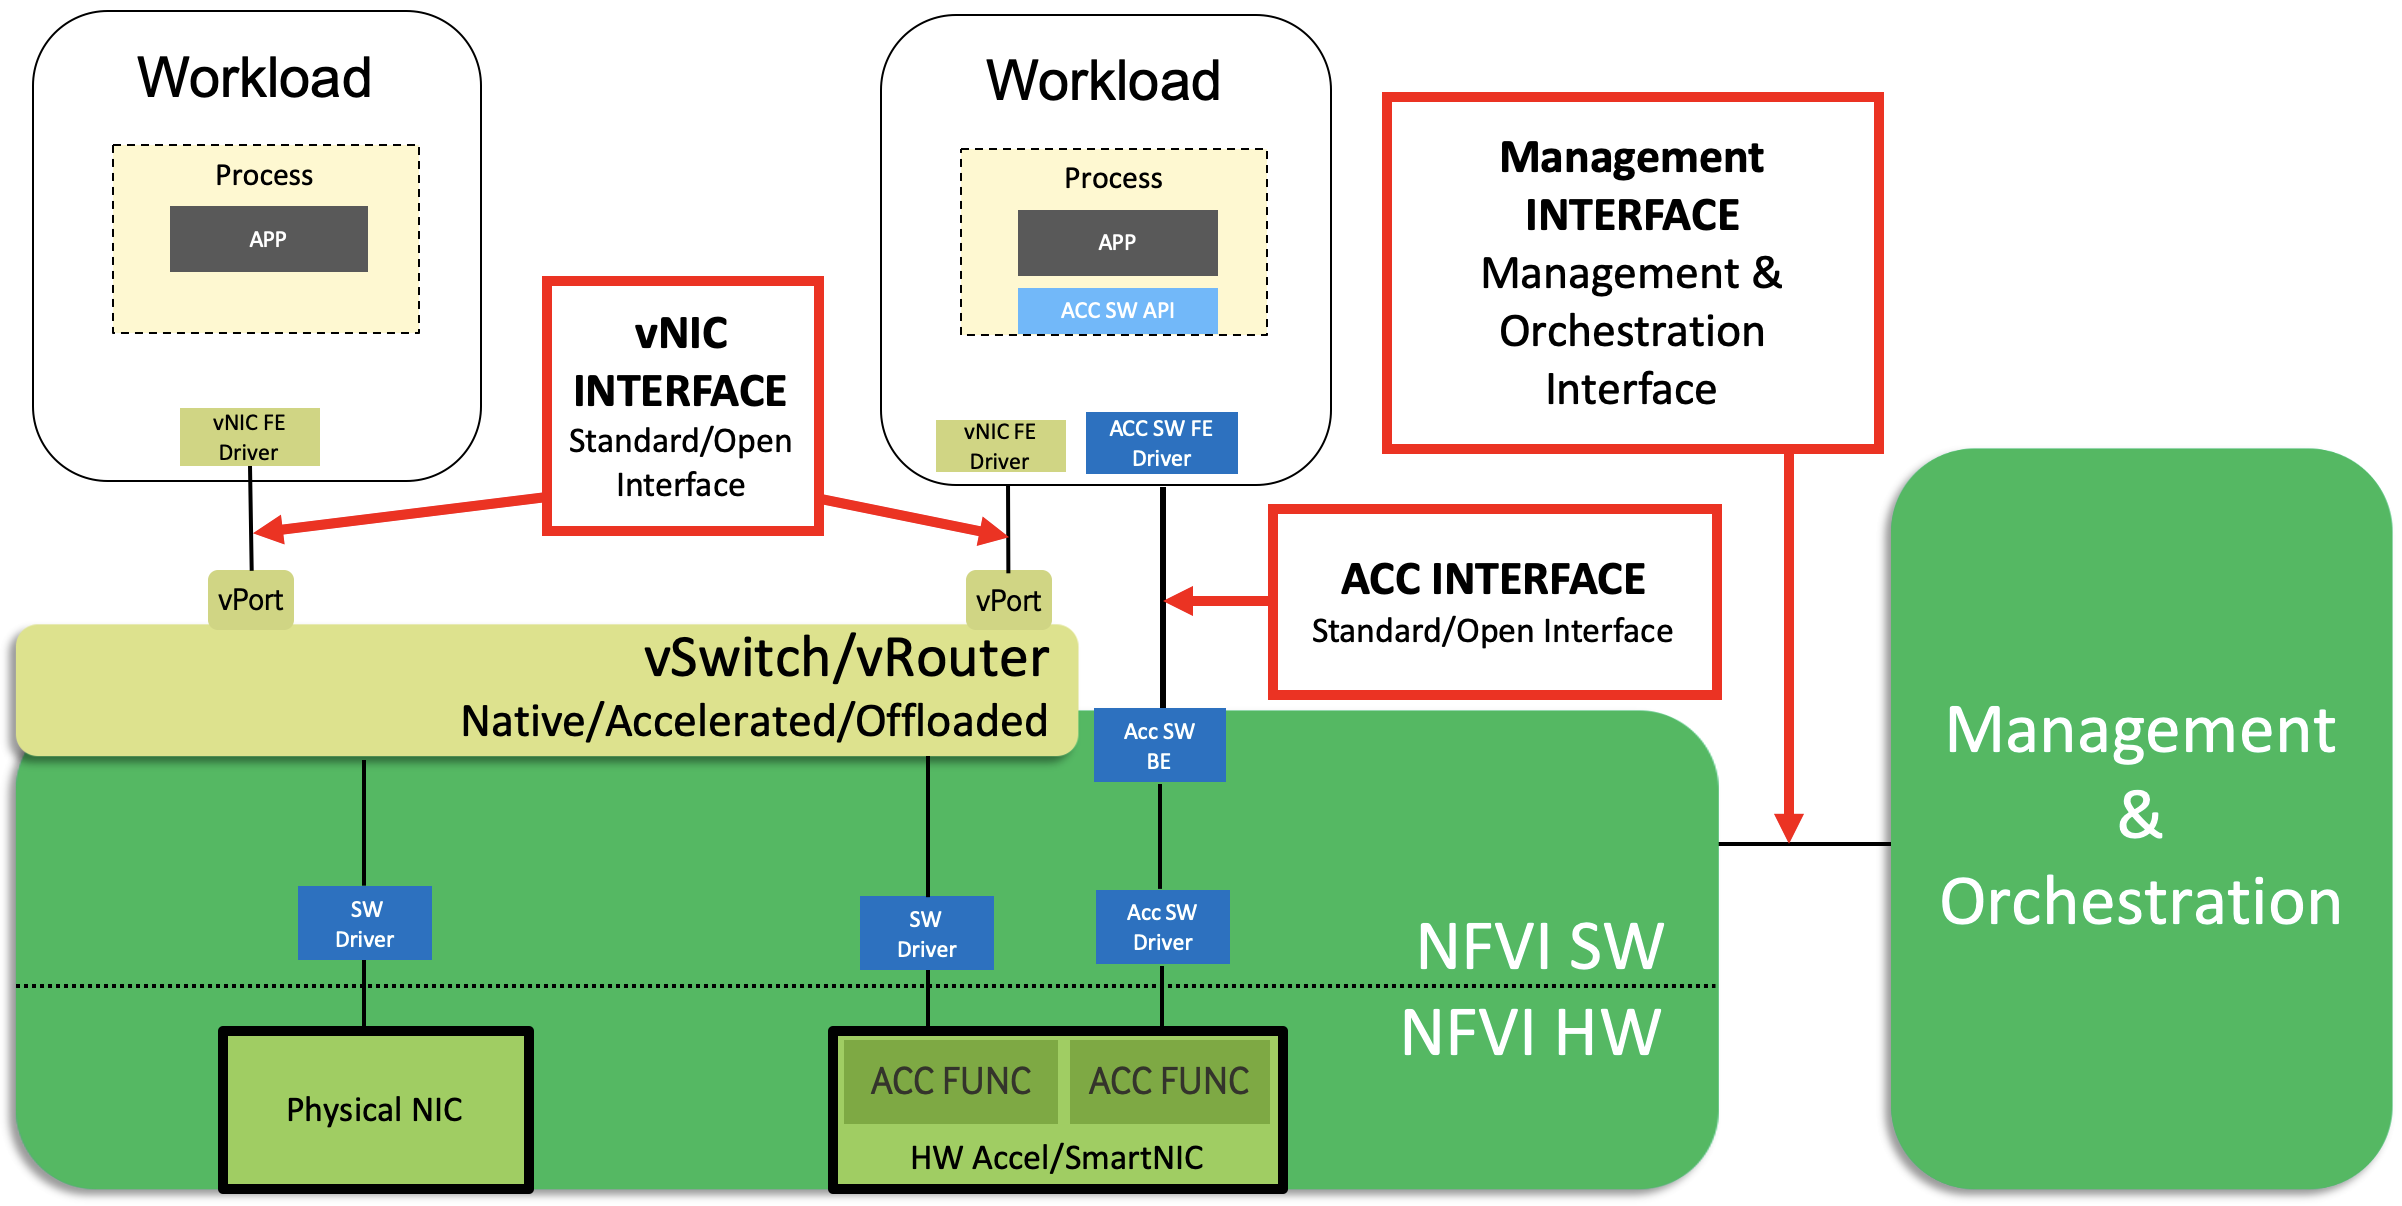 Workload
Process
APP
vNIC FE
Driver
vNIC
INTERFACE
Standard/Open
Interface
Workload
Process
APP
ACC SW API
vNIC FE
Driver
ACC SW FE
Driver
Management
INTERFACE
Management &
Orchestration
Interface
ACC INTERFACE
Standard/Open Interface
vPort
vPort
vSwitch/vRouter
Native/Accelerated/Offloaded
Acc SW
BE
SW
Driver
SW
Driver
Acc SW
Driver
NFVI SW
NFVI HW
Physical NIC
ACC FUNC
ACC FUNC
HW Accel/SmartNIC
Management
&
Orchestration